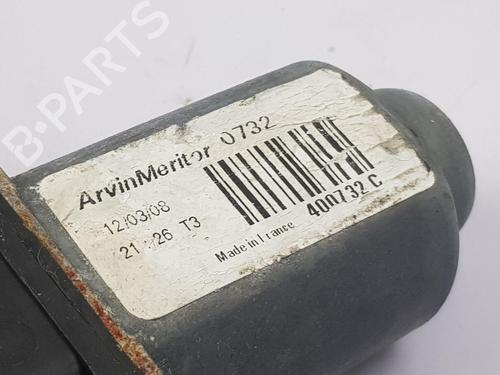 B-PARTS
ArvinMeritor 0732
12/03/08
21 26 T3
400732 C
Made in France